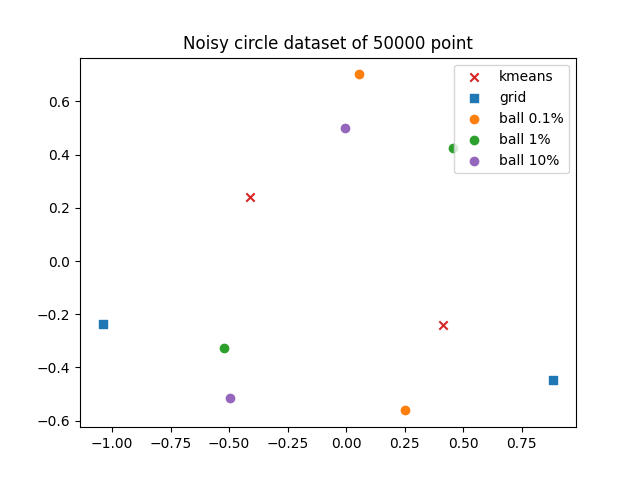 Noisy circle dataset of 50000 point
kmeans
grid
ball 0.1%
ball 1%
ball 10%
0.6
0.4
0.2
0.0
−0.2
−0.4
−0.6
−1.00 −0.75 −0.50 −0.25 0.00 0.25 0.50 0.75